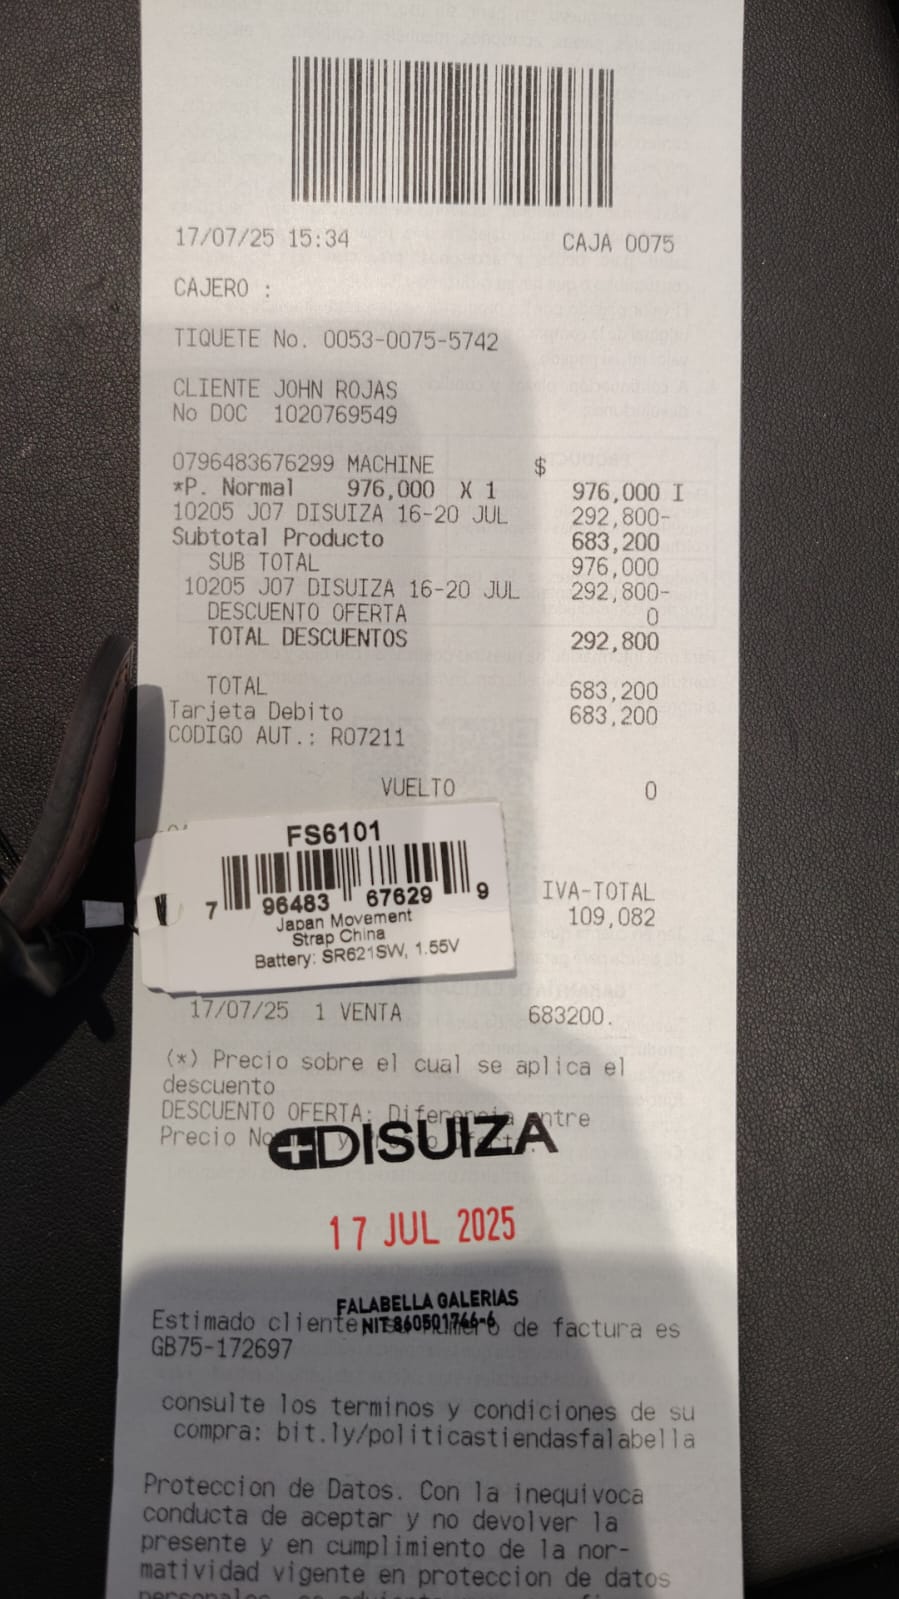 17/07/25 15:34 CAJA 0075
CAJERO :
TIQUETE No. 0053-0075-5742
CLIENTE JOHN ROJAS
No DOC 1020769549
0796483676299 MACHINE $
*P. Normal 976,000 X 1 976,000 I
10205 J07 DISUIZA 16-20 JUL 292,800-
Subtotal Producto 683,200
SUB TOTAL 976,000
10205 J07 DISUIZA 16-20 JUL 292,800-
DESCUENTO OFERTA 0
TOTAL DESCUENTOS 292,800
TOTAL 683,200
Tarjeta Debito 683,200
CODIGO AUT.: R07211
VUELTO 0
FS6101
7 96483 67629 9
Japan Movement
Strap China
Battery: SR621SW, 1.55V
IVA-TOTAL
109,082
17/07/25 1 VENTA 683200.
(*) Precio sobre el cual se aplica el
descuento
DESCUENTO OFERTA: Diferencia entre
Precio y
DISUIZA
17 JUL 2025
FALABELLA GALERIAS
NIT 860501766-6
Estimado cliente de factura es
GB75-172697
consulte los terminos y condiciones de su
compra: bit.ly/politicastiendasfalabella
Proteccion de Datos. Con la inequivoca
conducta de aceptar y no devolver la
presente y en cumplimiento de la nor-
matividad vigente en proteccion de datos